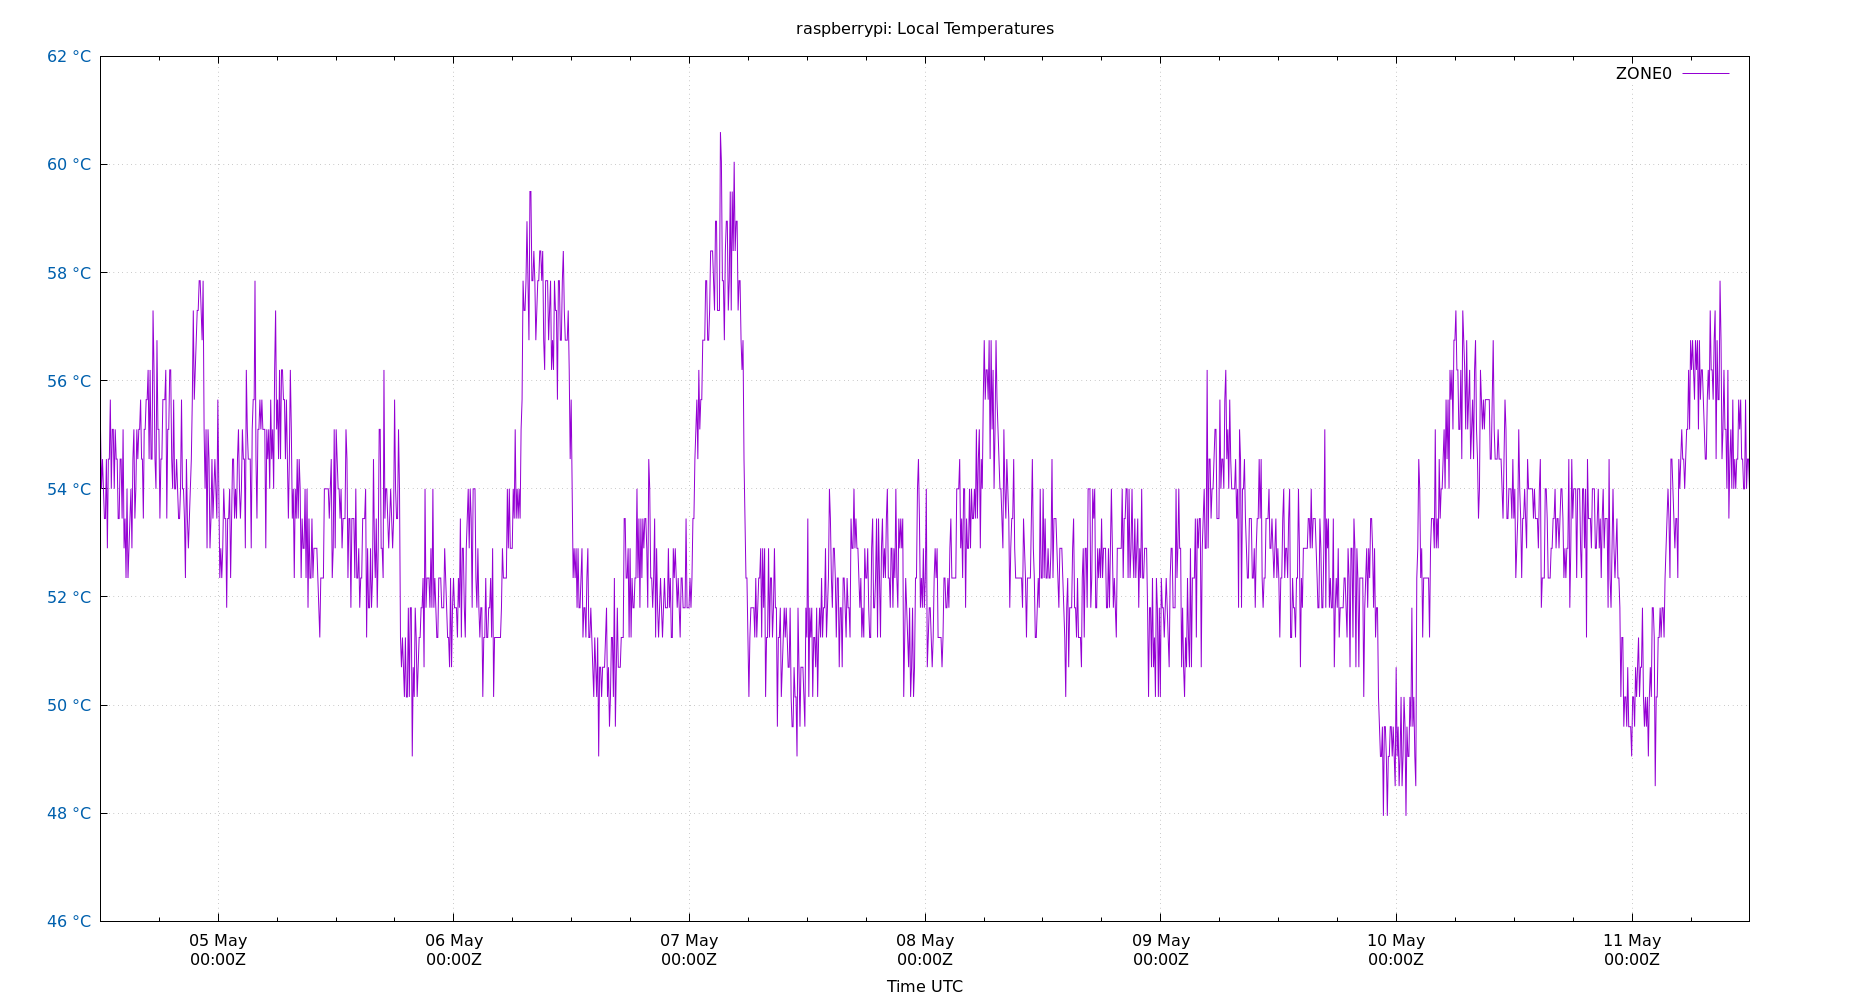 raspberrypi: Local Temperatures
62 °C
ZONE0
60 °C
58 °C
56 °C
54 °C
52 °C
50 °C
48 °C
46 °C
05 May 06 May 07 May 08 May 09 May 10 May 11 May
00:00Z 00:00Z 00:00Z 00:00Z 00:00Z 00:00Z 00:00Z
Time UTC